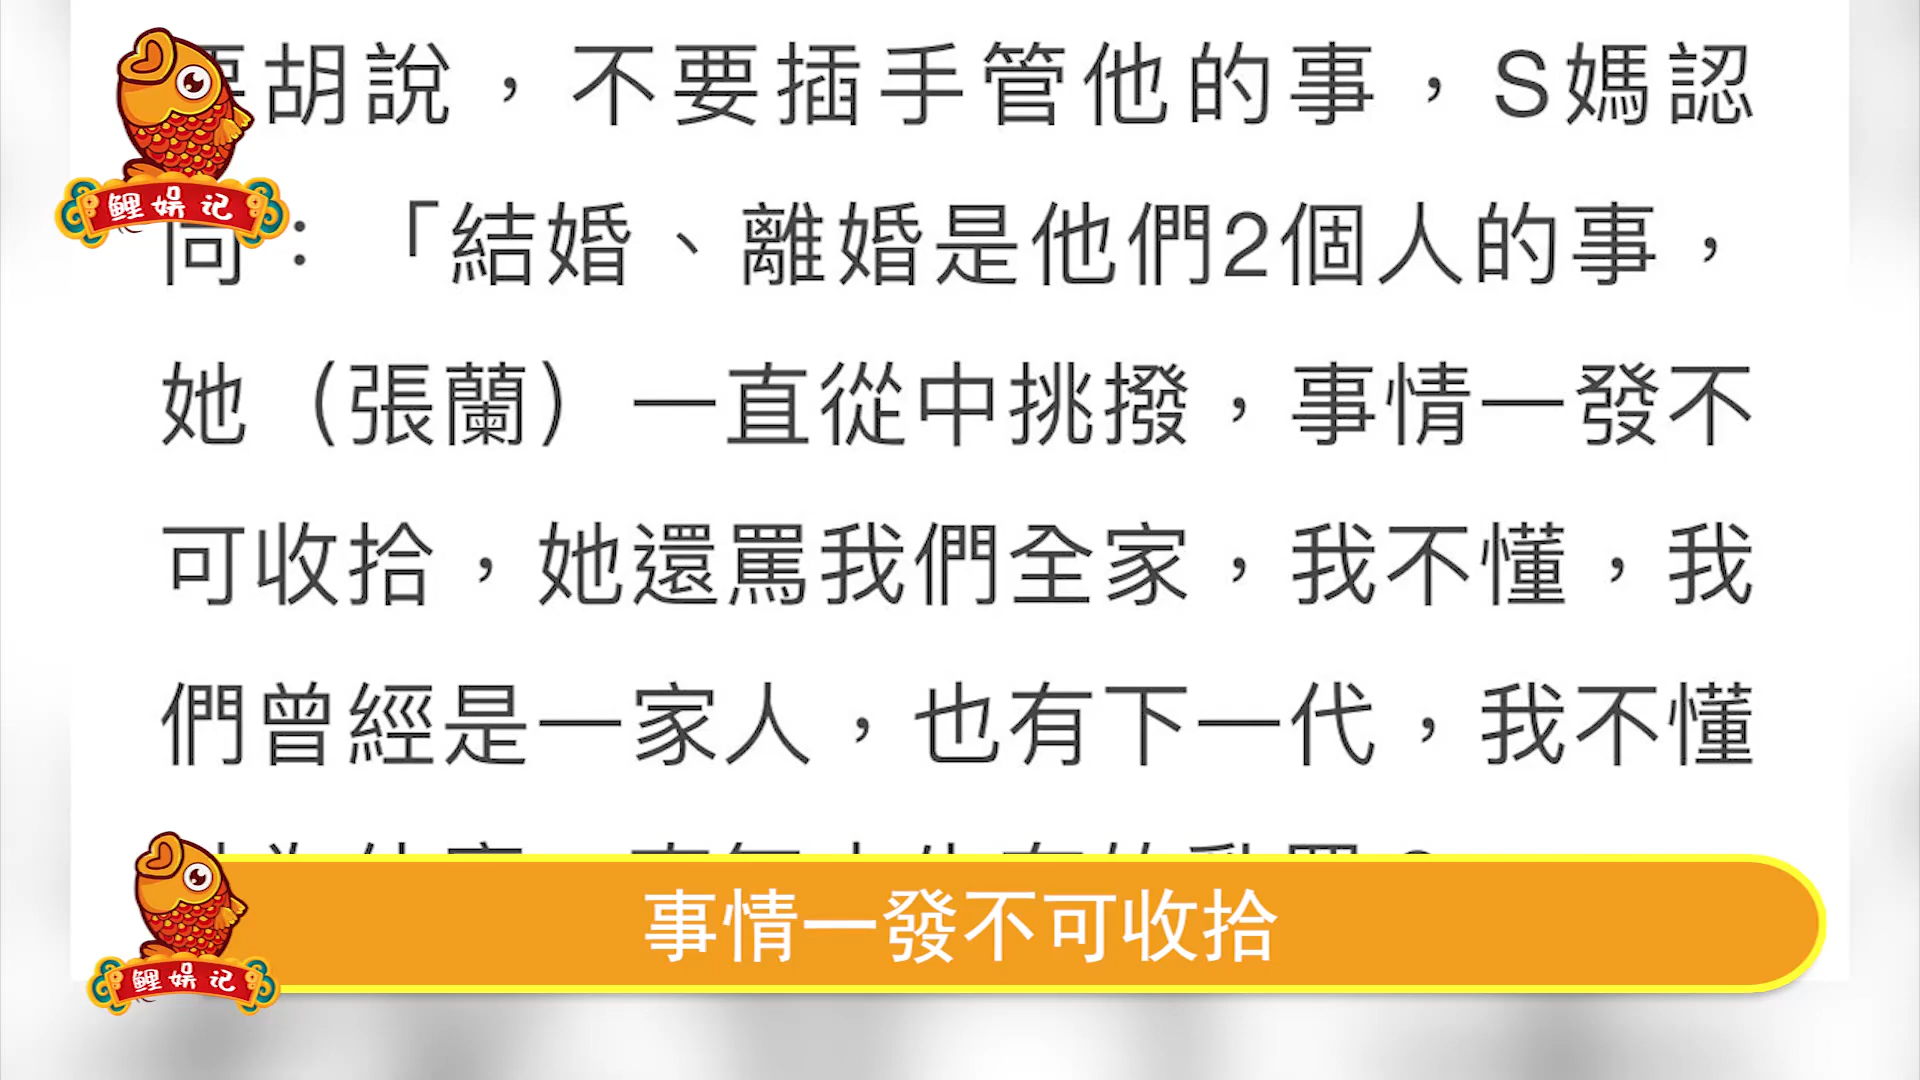 胡說，不要插手管他的事，S媽認
鯉娱记
：「結婚、離婚是他們2個人的事，
她（張蘭）一直從中挑撥，事情一發不
可收拾，她還罵我們全家，我不懂，我
們曾經是一家人，也有下一代，我不懂
事情一發不可收拾
鯉娱记